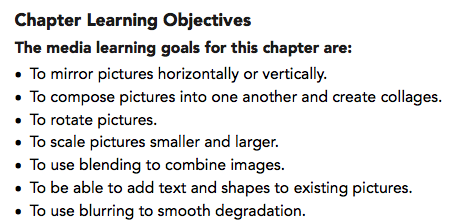 Chapter Learning Objectives
The media learning goals for this chapter are:
• To mirror pictures horizontally or vertically.
• To compose pictures into one another and create collages.
• To rotate pictures.
• To scale pictures smaller and larger.
• To use blending to combine images.
• To be able to add text and shapes to existing pictures.
• To use blurring to smooth degradation.